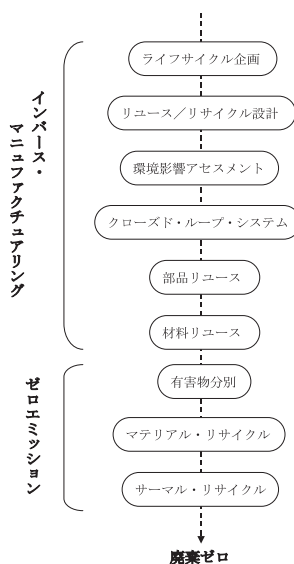 インバース・
マニュファクチュアリング
ライフサイクル企画
リユース／リサイクル設計
環境影響アセスメント
クローズド・ループ・システム
部品リユース
材料リユース
ゼロエミッション
有害物分別
マテリアル・リサイクル
サーマル・リサイクル
廃棄ゼロ